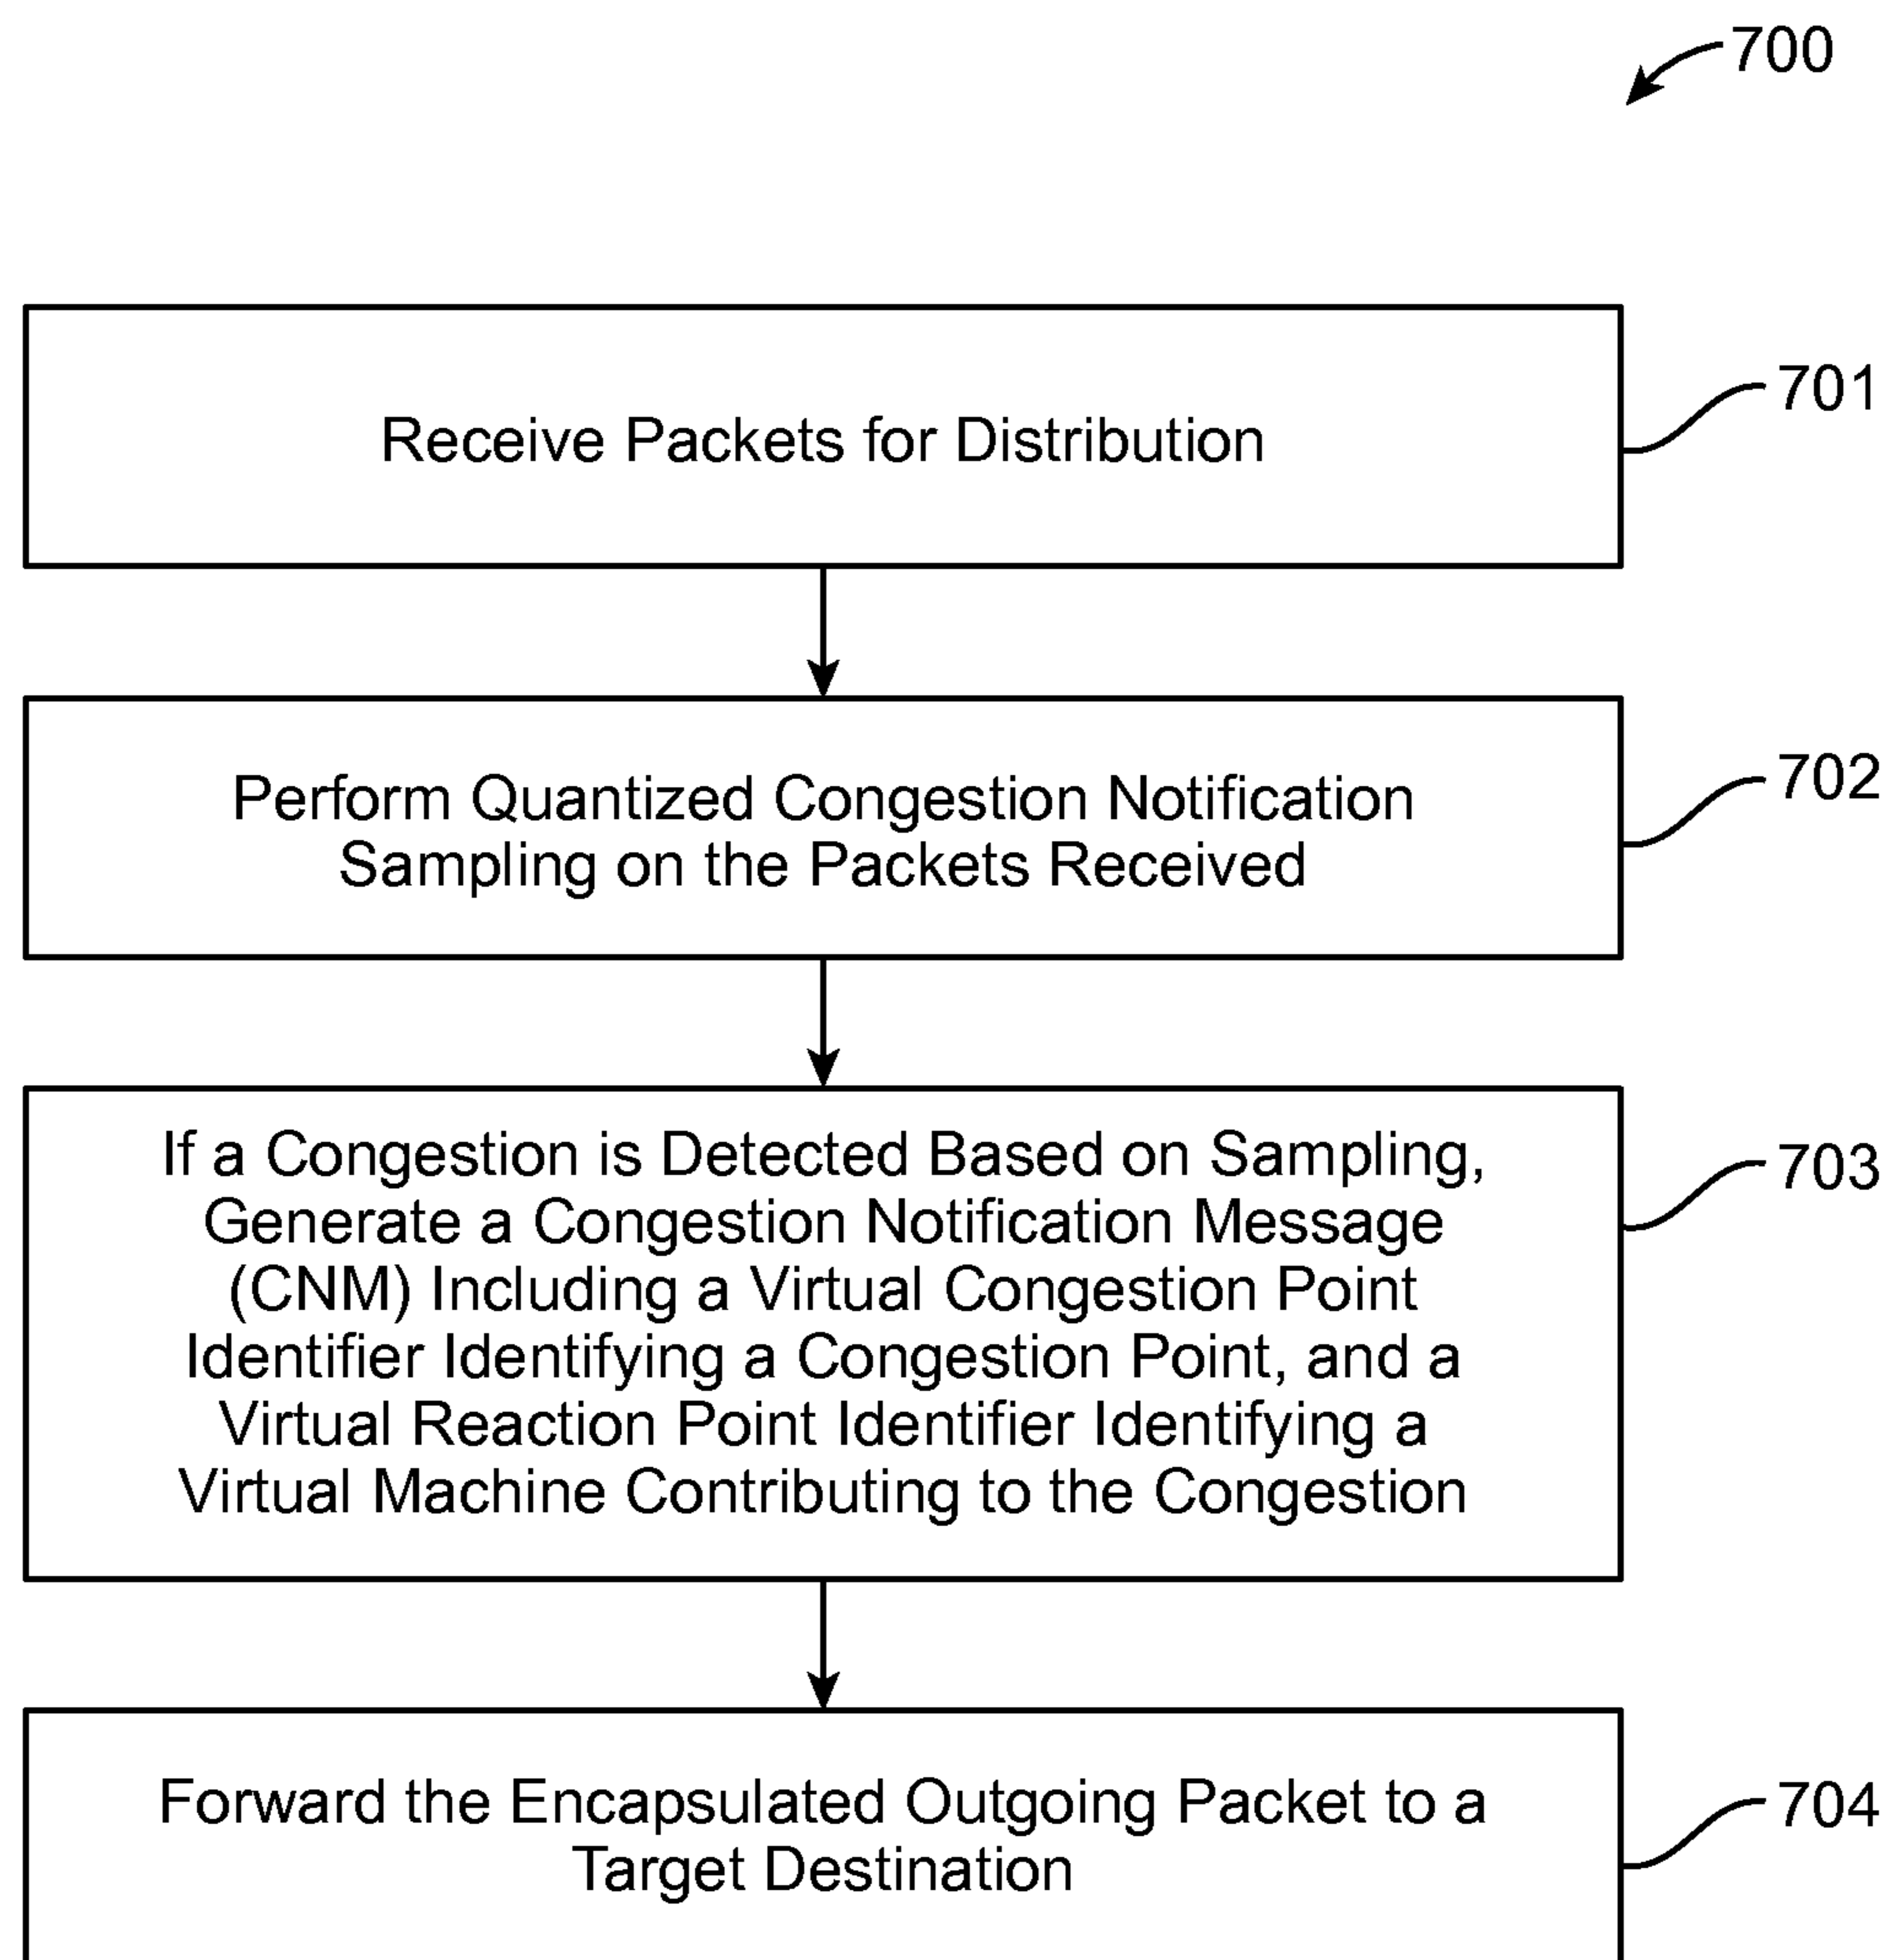 700
Receive Packets for Distribution
701
Perform Quantized Congestion Notification
Sampling on the Packets Received
702
If a Congestion is Detected Based on Sampling,
Generate a Congestion Notification Message
(CNM) Including a Virtual Congestion Point
Identifier Identifying a Congestion Point, and a
Virtual Reaction Point Identifier Identifying a
Virtual Machine Contributing to the Congestion
703
Forward the Encapsulated Outgoing Packet to a
Target Destination
704